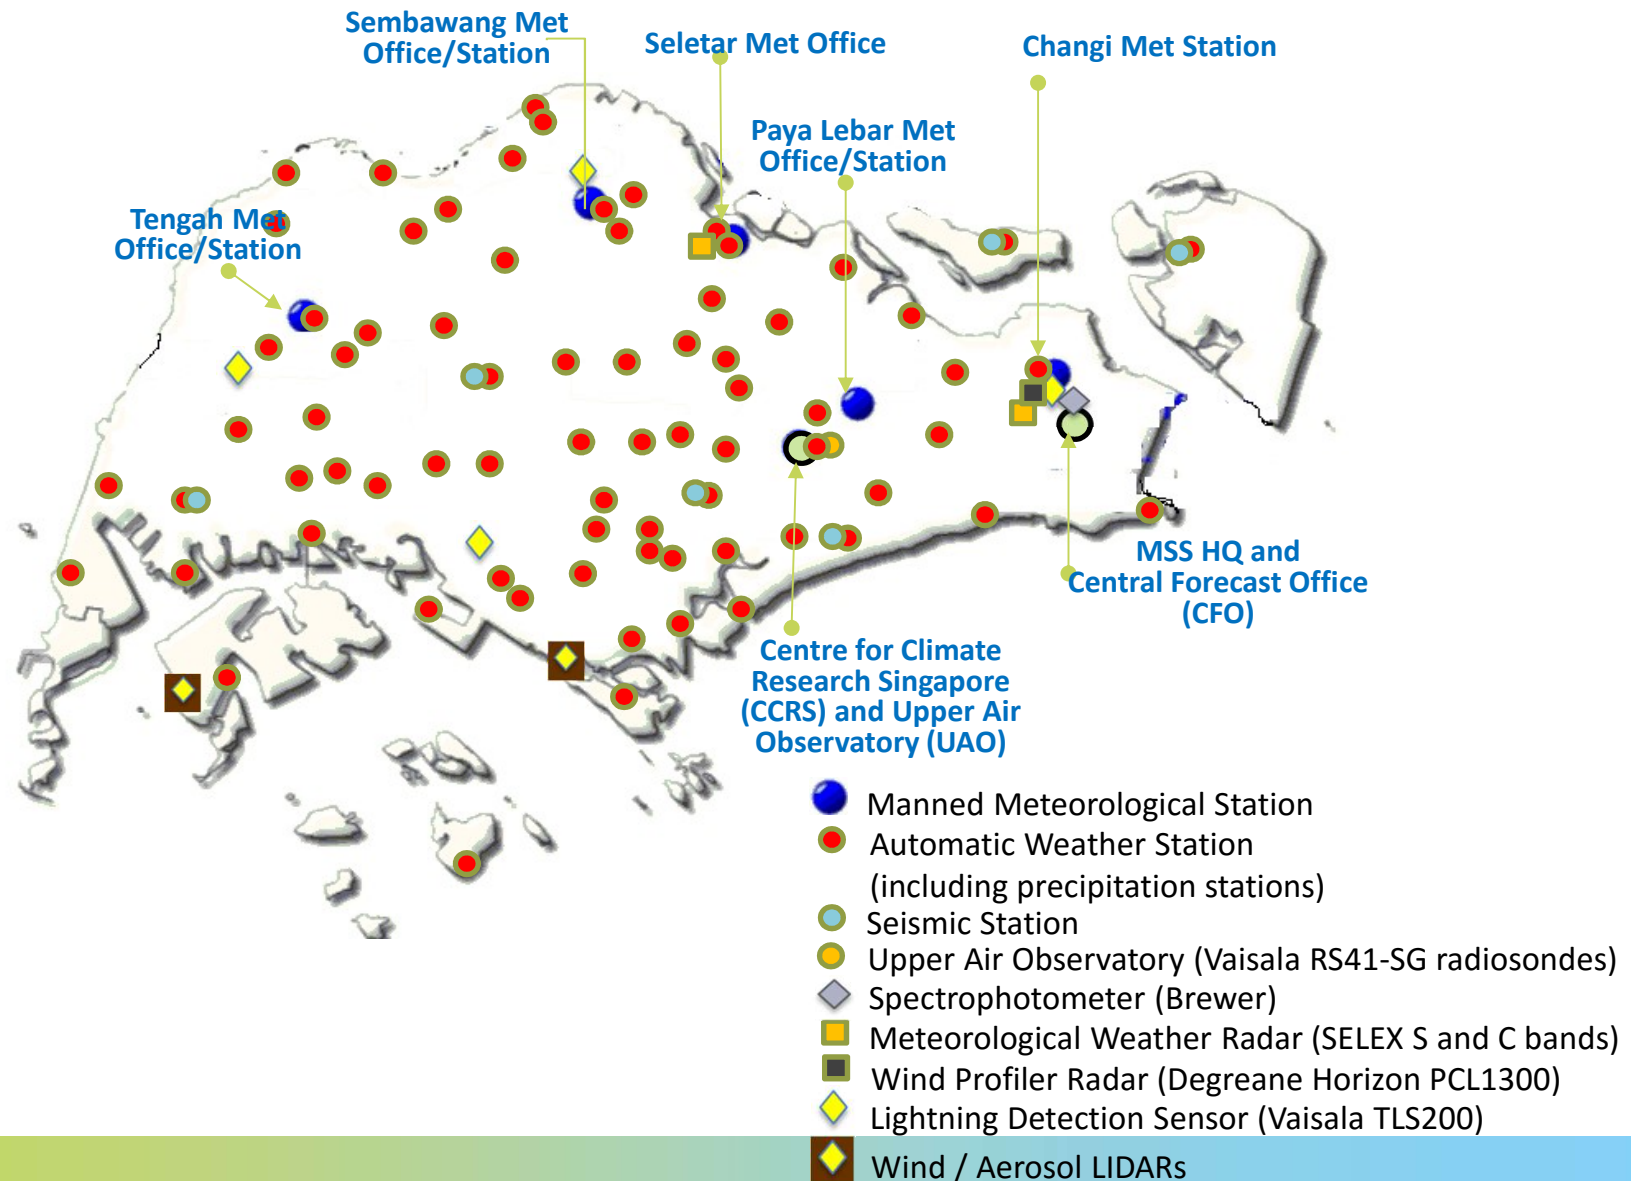 Sembawang Met
Office/Station
Seletar Met Office
Changi Met Station
Paya Lebar Met
Office/Station
Tengah Met
Office/Station
MSS HQ and
Central Forecast Office
(CFO)
Centre for Climate
Research Singapore
(CCRS) and Upper Air
Observatory (UAO)
Manned Meteorological Station
Automatic Weather Station
(including precipitation stations)
Seismic Station
Upper Air Observatory (Vaisala RS41-SG radiosondes)
Spectrophotometer (Brewer)
Meteorological Weather Radar (SELEX S and C bands)
Wind Profiler Radar (Degreane Horizon PCL1300)
Lightning Detection Sensor (Vaisala TLS200)
Wind / Aerosol LIDARs